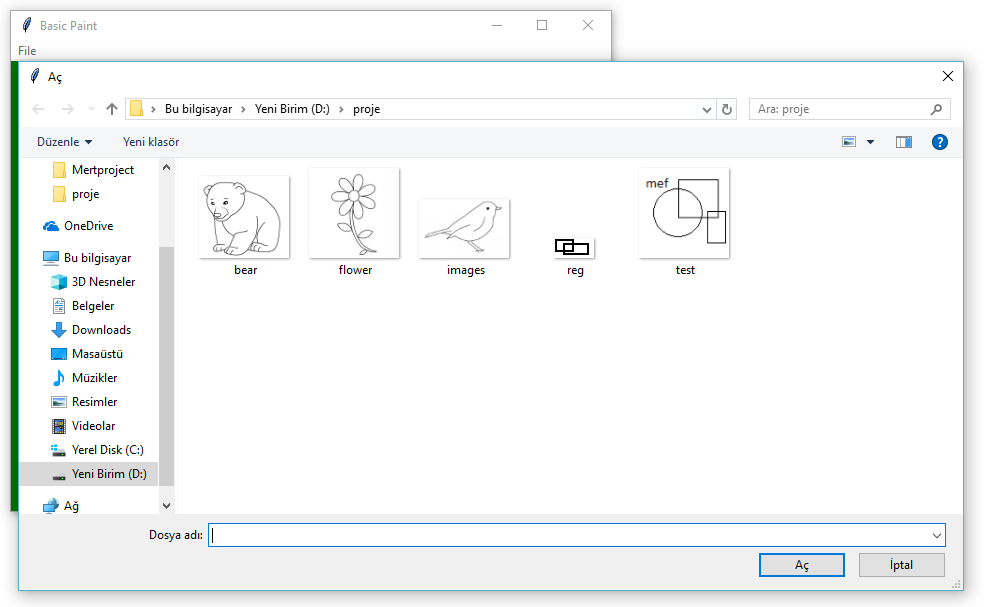 Basic Paint
File
Aç
Bu bilgisayar Yeni Birim (D:) proje
Ara: proje
Düzenle Yeni klasör
?
Mertproject
proje
OneDrive
Bu bilgisayar
3D Nesneler
Belgeler
Downloads
Masaüstü
Müzikler
Resimler
Videolar
Yerel Disk (C:)
Yeni Birim (D:)
Ağ
mef
bear flower images reg test
Dosya adı:
Aç İptal